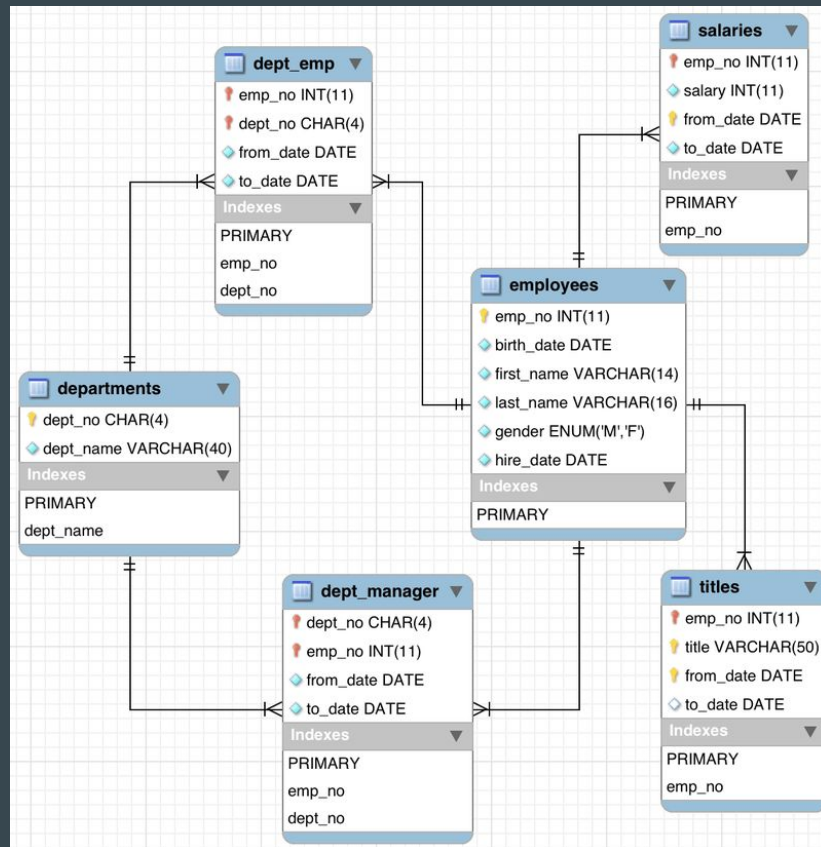 salaries
emp_no INT(11)
salary INT(11)
from_date DATE
to_date DATE
Indexes
PRIMARY
emp_no
dept_emp
emp_no INT(11)
dept_no CHAR(4)
from_date DATE
to_date DATE
Indexes
PRIMARY
emp_no
dept_no
employees
emp_no INT(11)
birth_date DATE
first_name VARCHAR(14)
last_name VARCHAR(16)
gender ENUM('M','F')
hire_date DATE
Indexes
PRIMARY
departments
dept_no CHAR(4)
dept_name VARCHAR(40)
Indexes
PRIMARY
dept_name
dept_manager
dept_no CHAR(4)
emp_no INT(11)
from_date DATE
to_date DATE
Indexes
PRIMARY
emp_no
dept_no
titles
emp_no INT(11)
title VARCHAR(50)
from_date DATE
to_date DATE
Indexes
PRIMARY
emp_no